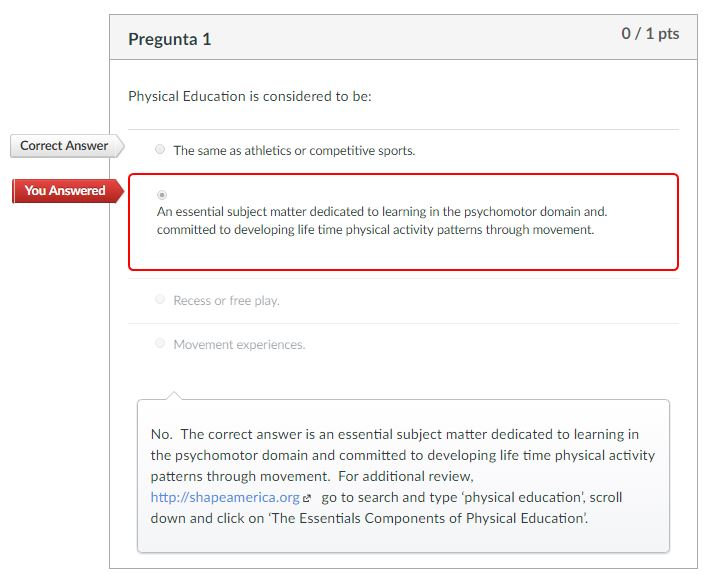 Pregunta 1
0 / 1 pts
Physical Education is considered to be:
Correct Answer
The same as athletics or competitive sports.
You Answered
An essential subject matter dedicated to learning in the psychomotor domain and.
committed to developing life time physical activity patterns through movement.
Recess or free play.
Movement experiences.
No.  The correct answer is an essential subject matter dedicated to learning in
the psychomotor domain and committed to developing life time physical activity
patterns through movement.  For additional review,
http://shapeamerica.org go to search and type ‘physical education’, scroll
down and click on ‘The Essentials Components of Physical Education’.